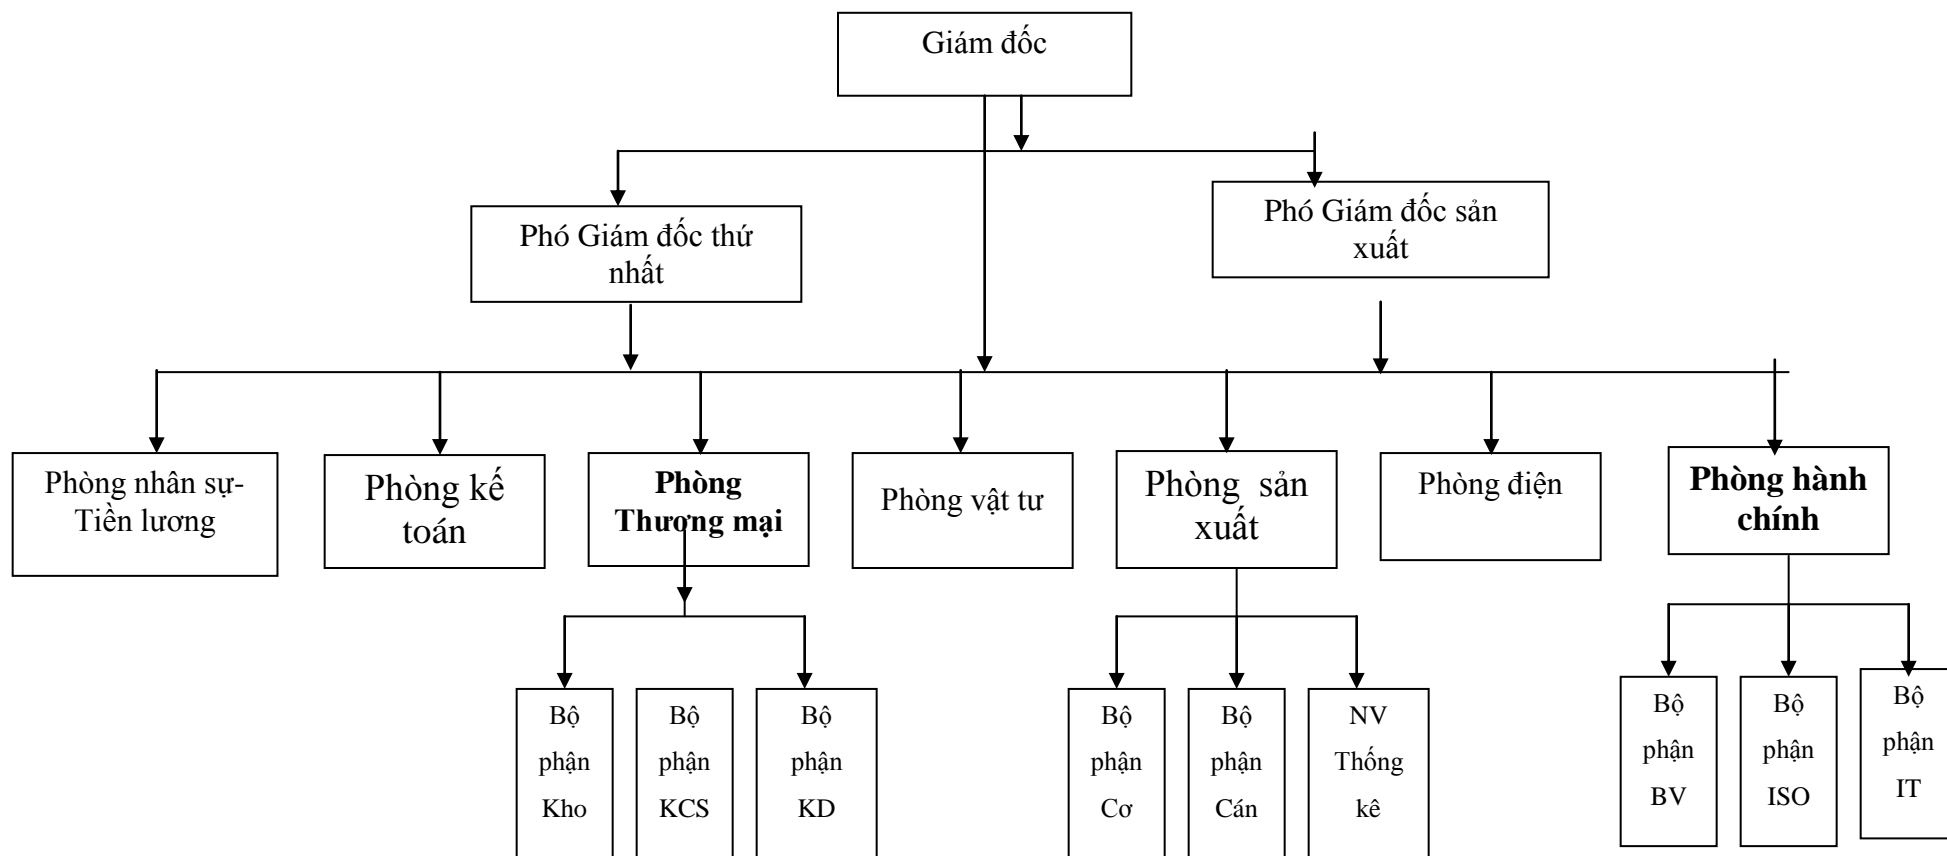 Giám đốc
Phó Giám đốc thứ
nhất
Phó Giám đốc sản
xuất
Phòng nhân sự-
Tiền lương
Phòng kế
toán
Phòng
Thương mại
Phòng vật tư
Phòng sản
xuất
Phòng điện
Phòng hành
chính
Bộ
phận
Kho
Bộ
phận
KCS
Bộ
phận
KD
Bộ
phận
Cơ
Bộ
phận
Cán
NV
Thống
kê
Bộ
phận
BV
Bộ
phận
ISO
Bộ
phận
IT